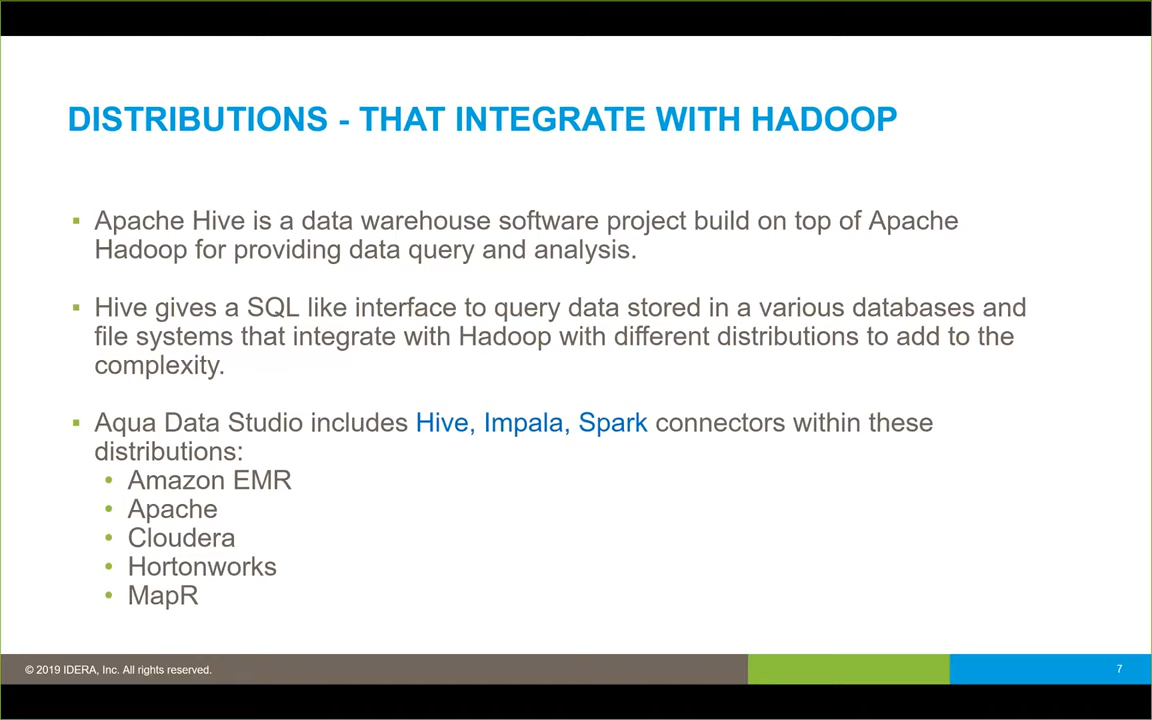 DISTRIBUTIONS - THAT INTEGRATE WITH HADOOP
▪ Apache Hive is a data warehouse software project build on top of Apache
Hadoop for providing data query and analysis.
▪ Hive gives a SQL like interface to query data stored in a various databases and
file systems that integrate with Hadoop with different distributions to add to the
complexity.
▪ Aqua Data Studio includes Hive, Impala, Spark connectors within these
distributions:
• Amazon EMR
• Apache
• Cloudera
• Hortonworks
• MapR
© 2019 IDERA, Inc. All rights reserved.
7